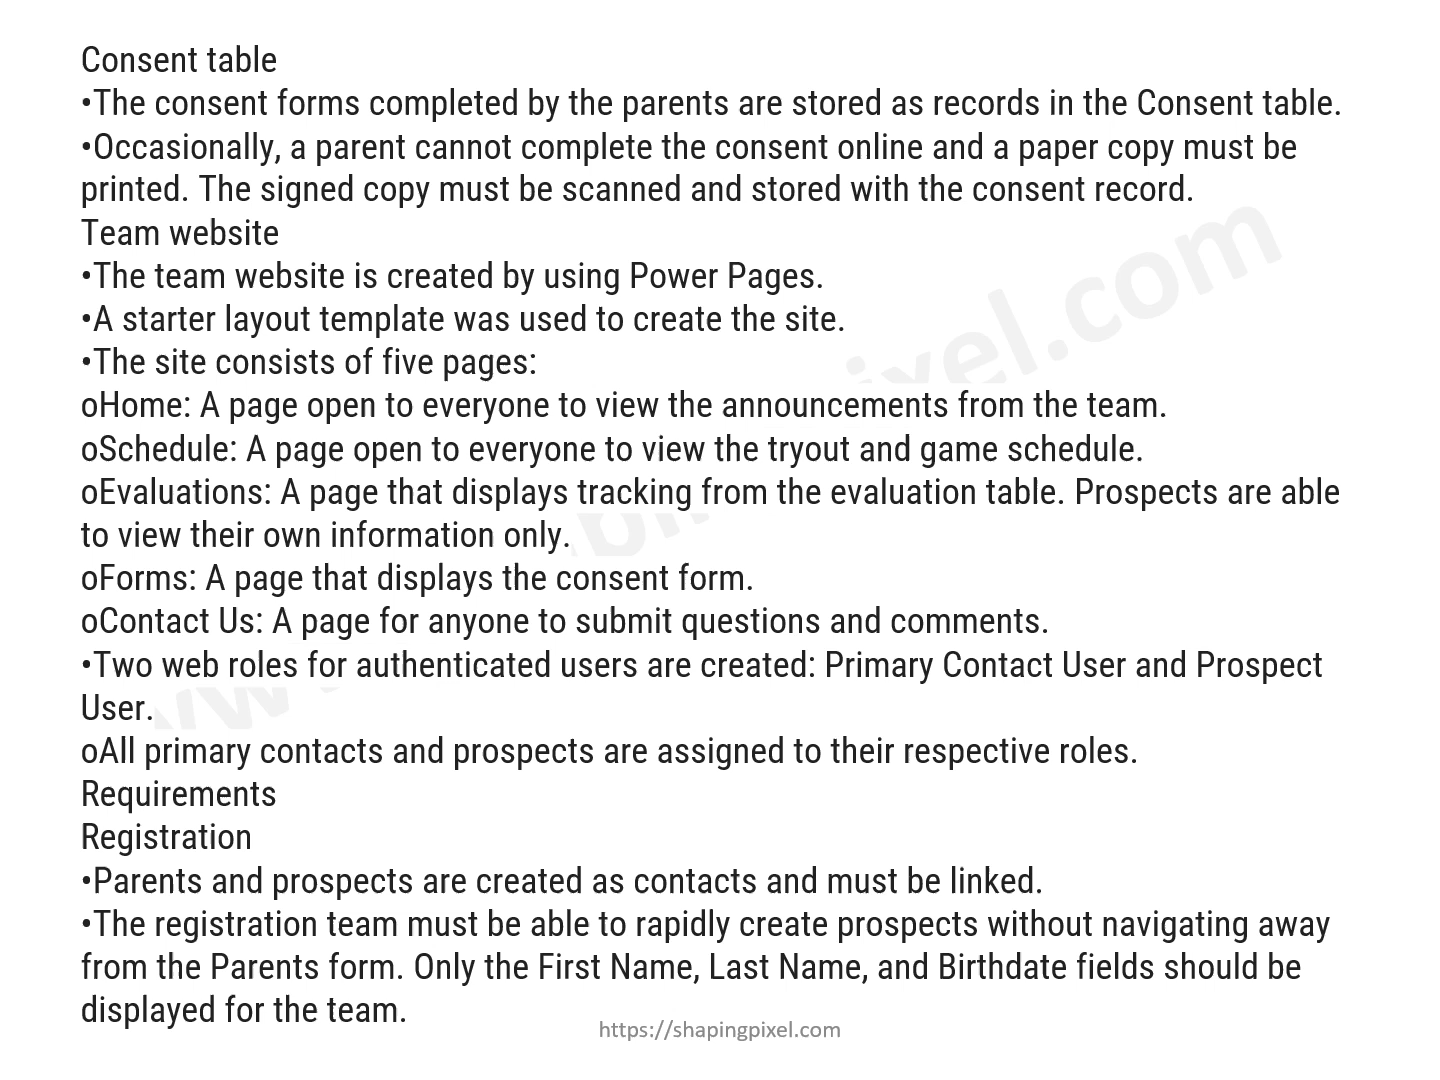 Consent table
•The consent forms completed by the parents are stored as records in the Consent table.
•Occasionally, a parent cannot complete the consent online and a paper copy must be
printed. The signed copy must be scanned and stored with the consent record.
Team website
•The team website is created by using Power Pages.
•A starter layout template was used to create the site.
•The site consists of five pages:
oHome: A page open to everyone to view the announcements from the team.
oSchedule: A page open to everyone to view the tryout and game schedule.
oEvaluations: A page that displays tracking from the evaluation table. Prospects are able
to view their own information only.
oForms: A page that displays the consent form.
oContact Us: A page for anyone to submit questions and comments.
•Two web roles for authenticated users are created: Primary Contact User and Prospect
User.
oAll primary contacts and prospects are assigned to their respective roles.
Requirements
Registration
•Parents and prospects are created as contacts and must be linked.
•The registration team must be able to rapidly create prospects without navigating away
from the Parents form. Only the First Name, Last Name, and Birthdate fields should be
displayed for the team.
https://shapingpixel.com